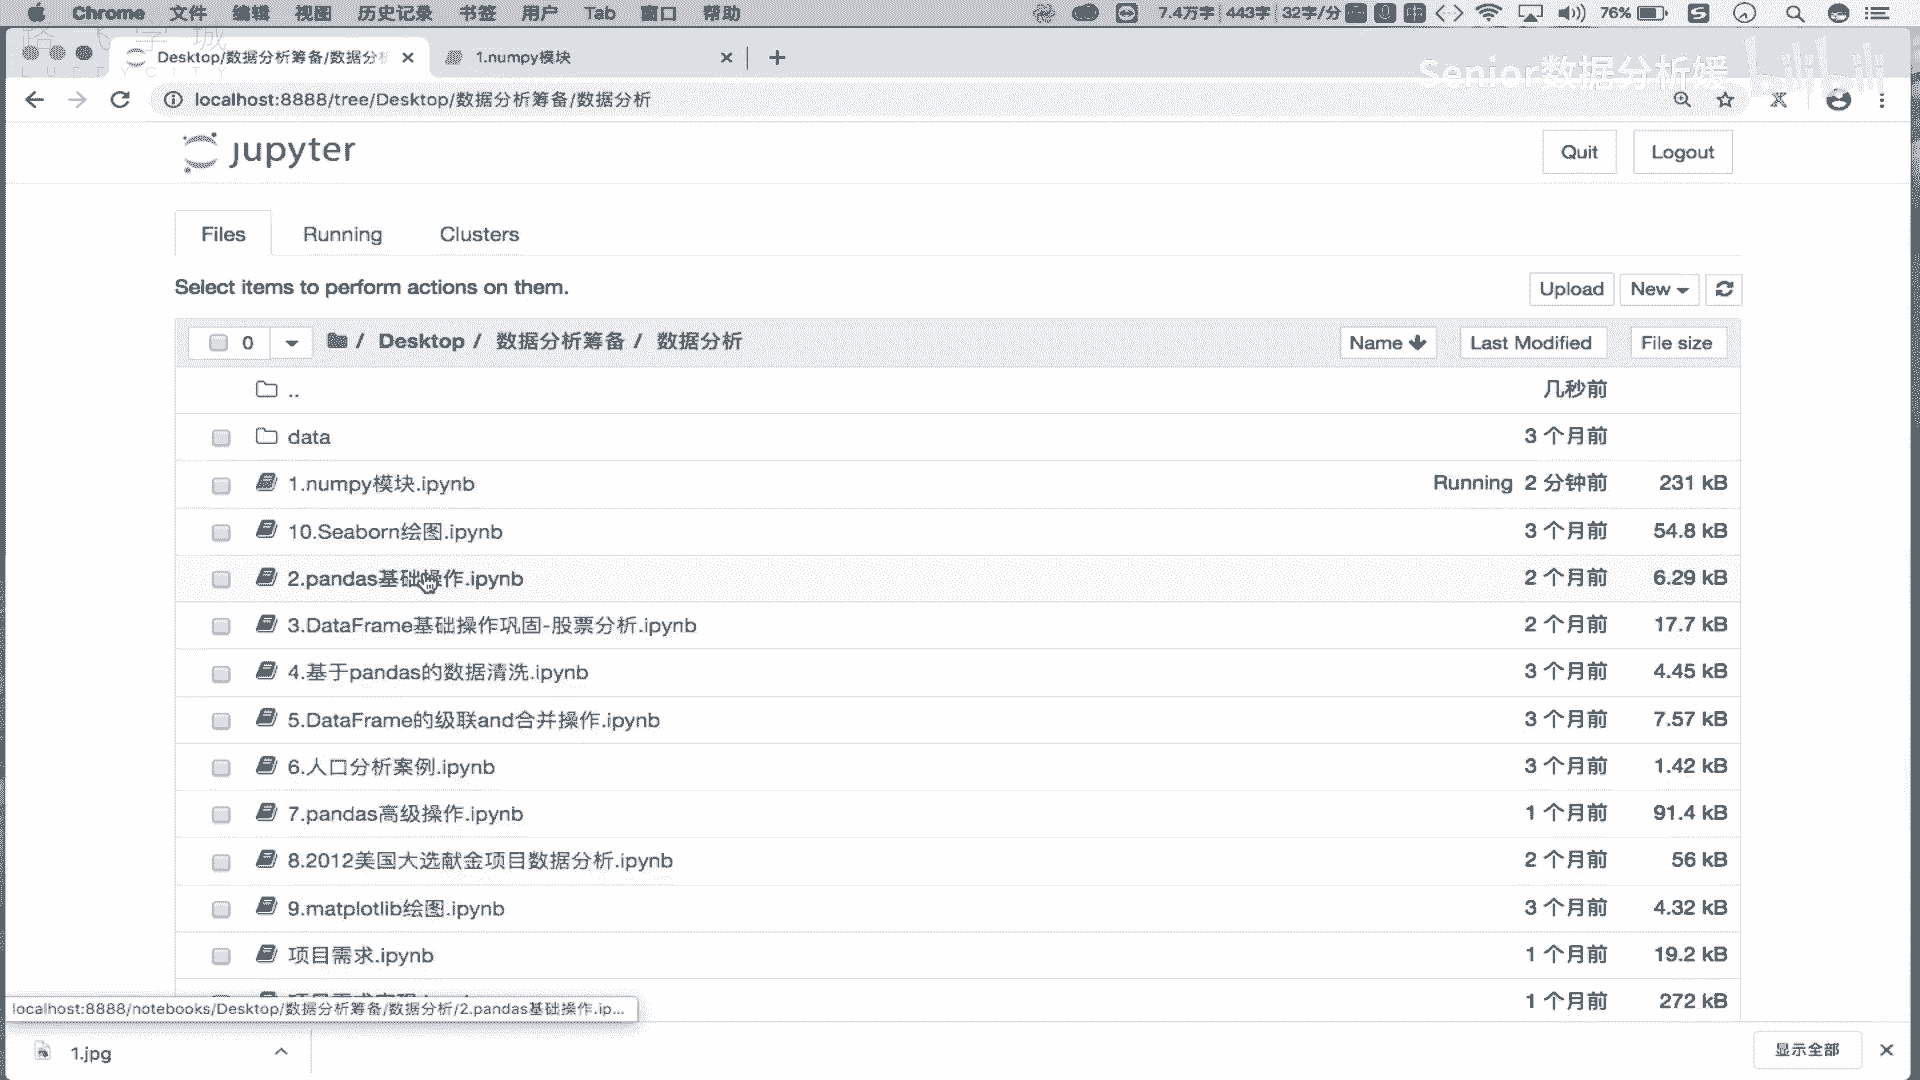 Chrome 文件 编辑 视图 历史记录 书签 用户 Tab 窗口 帮助 7.4万字 443字 32字/分 76%
Desktop/数据分析筹备/数据分析 1.numpy模块
Senior数据分析媛 bilibili
localhost:8888/tree/Desktop/数据分析筹备/数据分析
jupyter Quit Logout
Files Running Clusters
Select items to perform actions on them. Upload New
0 / Desktop / 数据分析筹备 / 数据分析 Name Last Modified File size
.. 几秒前
data 3 个月前
1.numpy模块.ipynb Running 2 分钟前 231 kB
10.Seaborn绘图.ipynb 3 个月前 54.8 kB
2.pandas基础操作.ipynb 2 个月前 6.29 kB
3.DataFrame基础操作巩固-股票分析.ipynb 2 个月前 17.7 kB
4.基于pandas的数据清洗.ipynb 3 个月前 4.45 kB
5.DataFrame的级联and合并操作.ipynb 3 个月前 7.57 kB
6.人口分析案例.ipynb 3 个月前 1.42 kB
7.pandas高级操作.ipynb 1 个月前 91.4 kB
8.2012美国大选献金项目数据分析.ipynb 2 个月前 56 kB
9.matplotlib绘图.ipynb 3 个月前 4.32 kB
项目需求.ipynb 1 个月前 19.2 kB
1 个月前 272 kB
localhost:8888/notebooks/Desktop/数据分析筹备/数据分析/2.pandas基础操作.ip...
1.jpg 显示全部